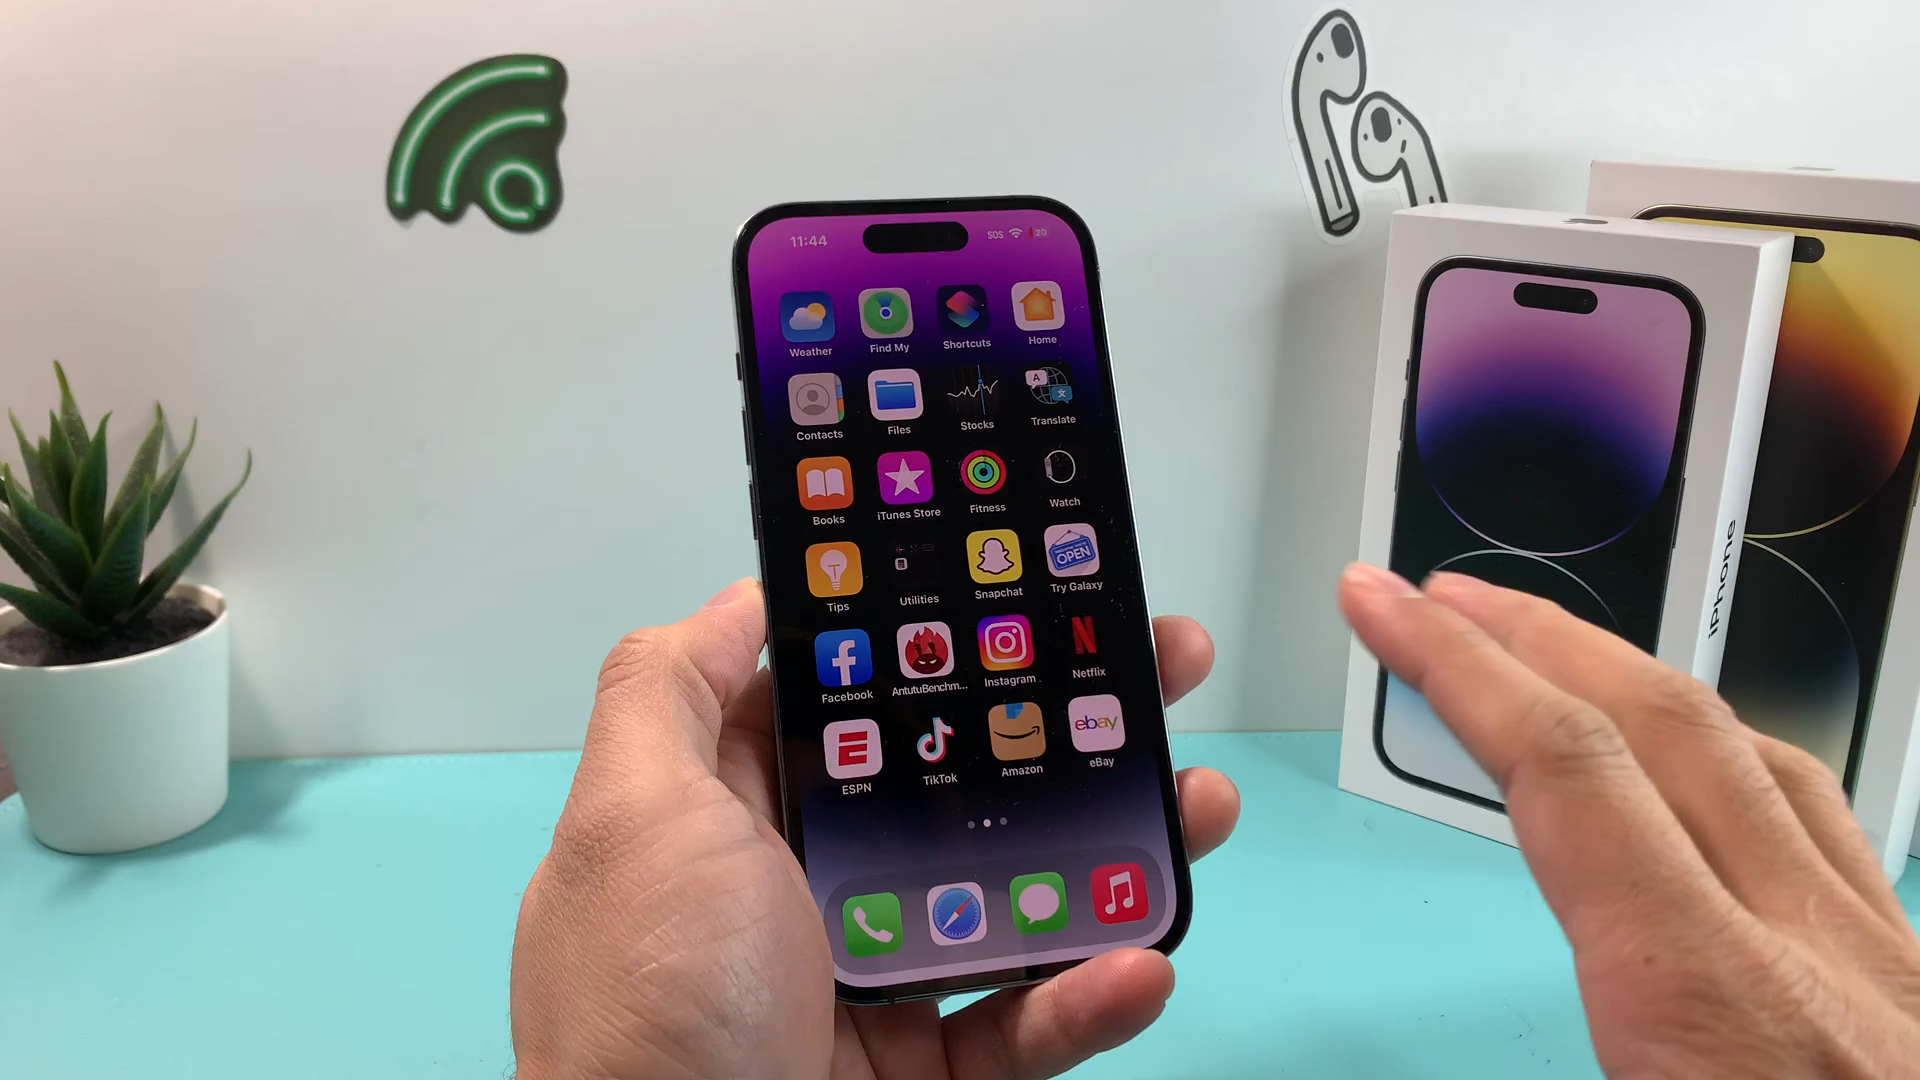 11:44 SOS 20
Weather Find My Shortcuts Home
Contacts Files Stocks Translate
Books iTunes Store Fitness Watch
Tips Utilities Snapchat Try Galaxy
OPEN
Facebook AntutuBenchm... Instagram Netflix
ESPN TikTok Amazon eBay
ebay
iPhone